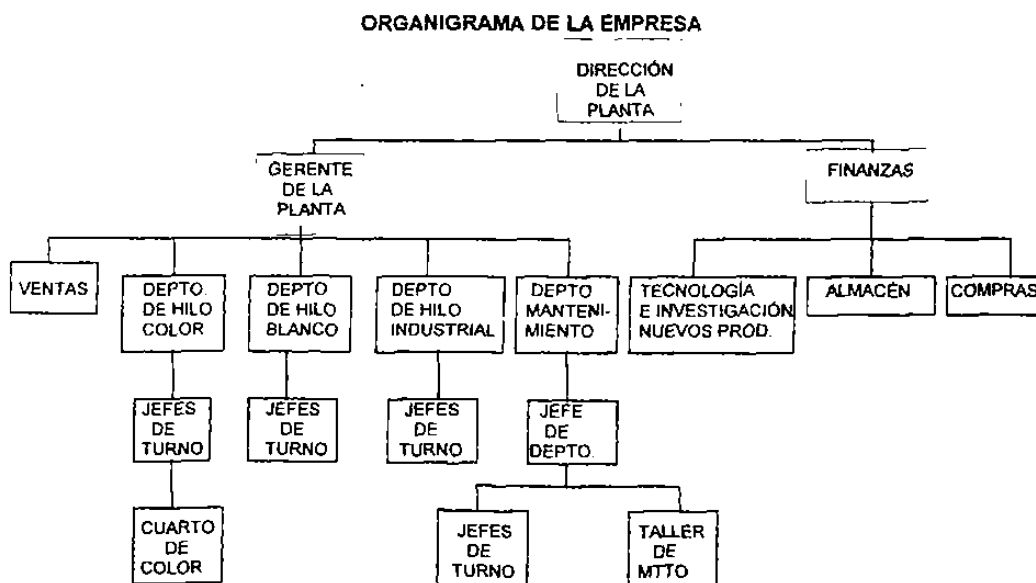 ORGANIGRAMA DE LA EMPRESA
DIRECCIÓN
DE LA
PLANTA
GERENTE
DE LA
PLANTA
FINANZAS
VENTAS
DEPTO.
DE HILO
COLOR
DEPTO
DE HILO
BLANCO
DEPTO
DE HILO
INDUSTRIAL
DEPTO
MANTENI-
MIENTO
TECNOLOGÍA
E INVESTIGACIÓN
NUEVOS PROD.
ALMACÉN
COMPRAS
JEFES
DE
TURNO
JEFES
DE
TURNO
JEFES
DE
TURNO
JEFE
DE
DEPTO.
CUARTO
DE
COLOR
JEFES
DE
TURNO
TALLER
DE
MTTO